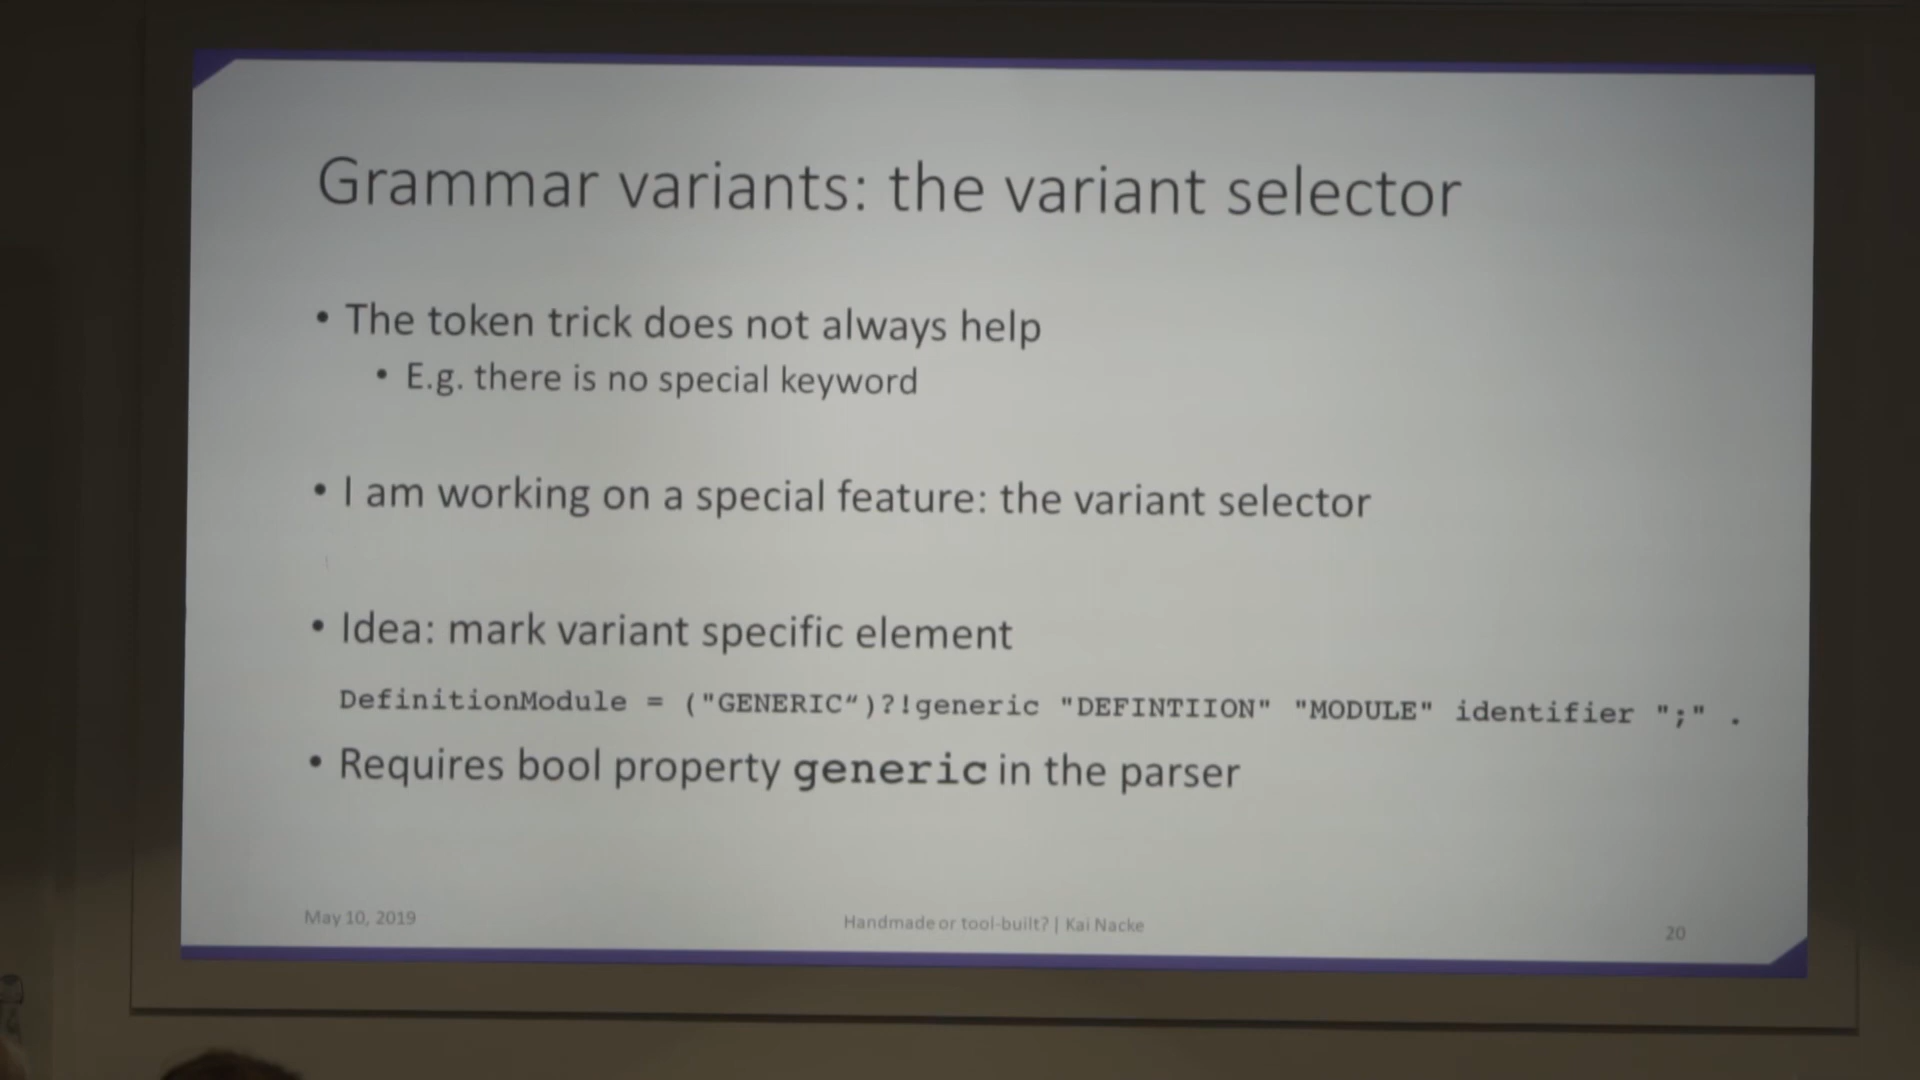 Grammar variants: the variant selector
• The token trick does not always help
• E.g. there is no special keyword
• I am working on a special feature: the variant selector
• Idea: mark variant specific element
DefinitionModule = ("GENERIC“)?!generic "DEFINTIION" "MODULE" identifier ";" .
• Requires bool property generic in the parser
May 10, 2019
Handmade or tool-built? | Kai Nacke
20